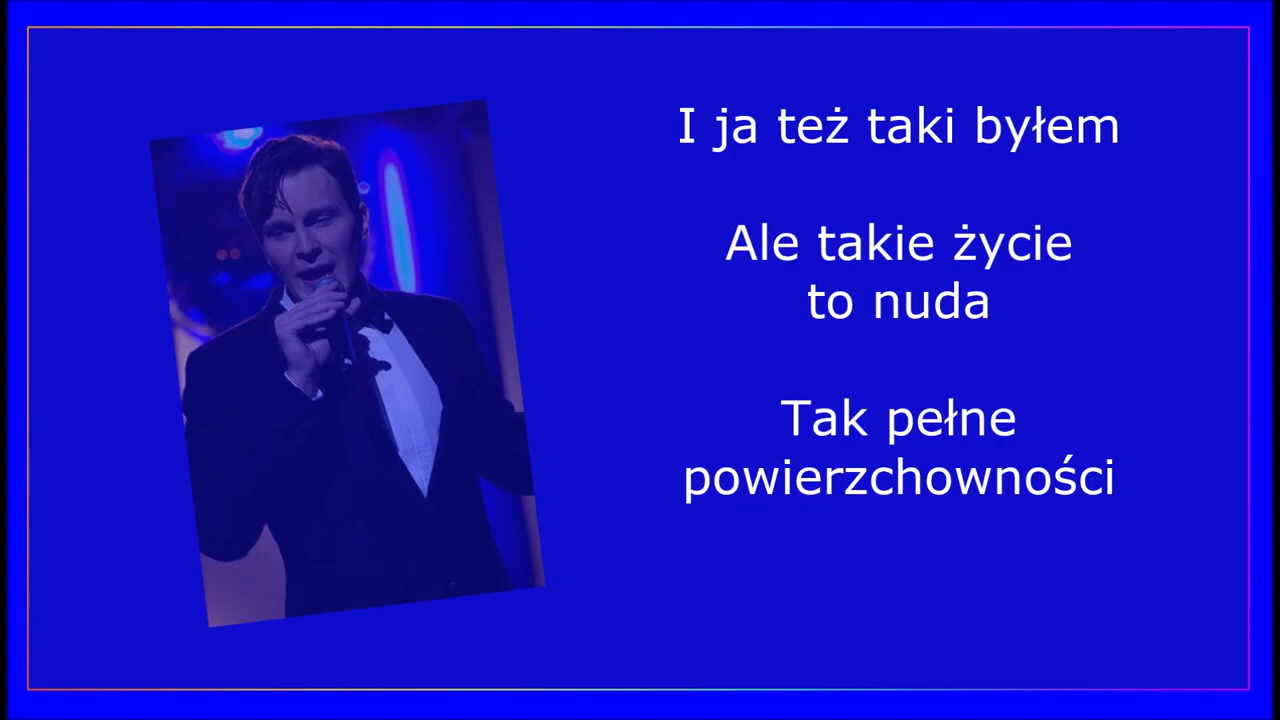 I ja też taki byłem
Ale takie życie
to nuda
Tak pełne
powierzchowności